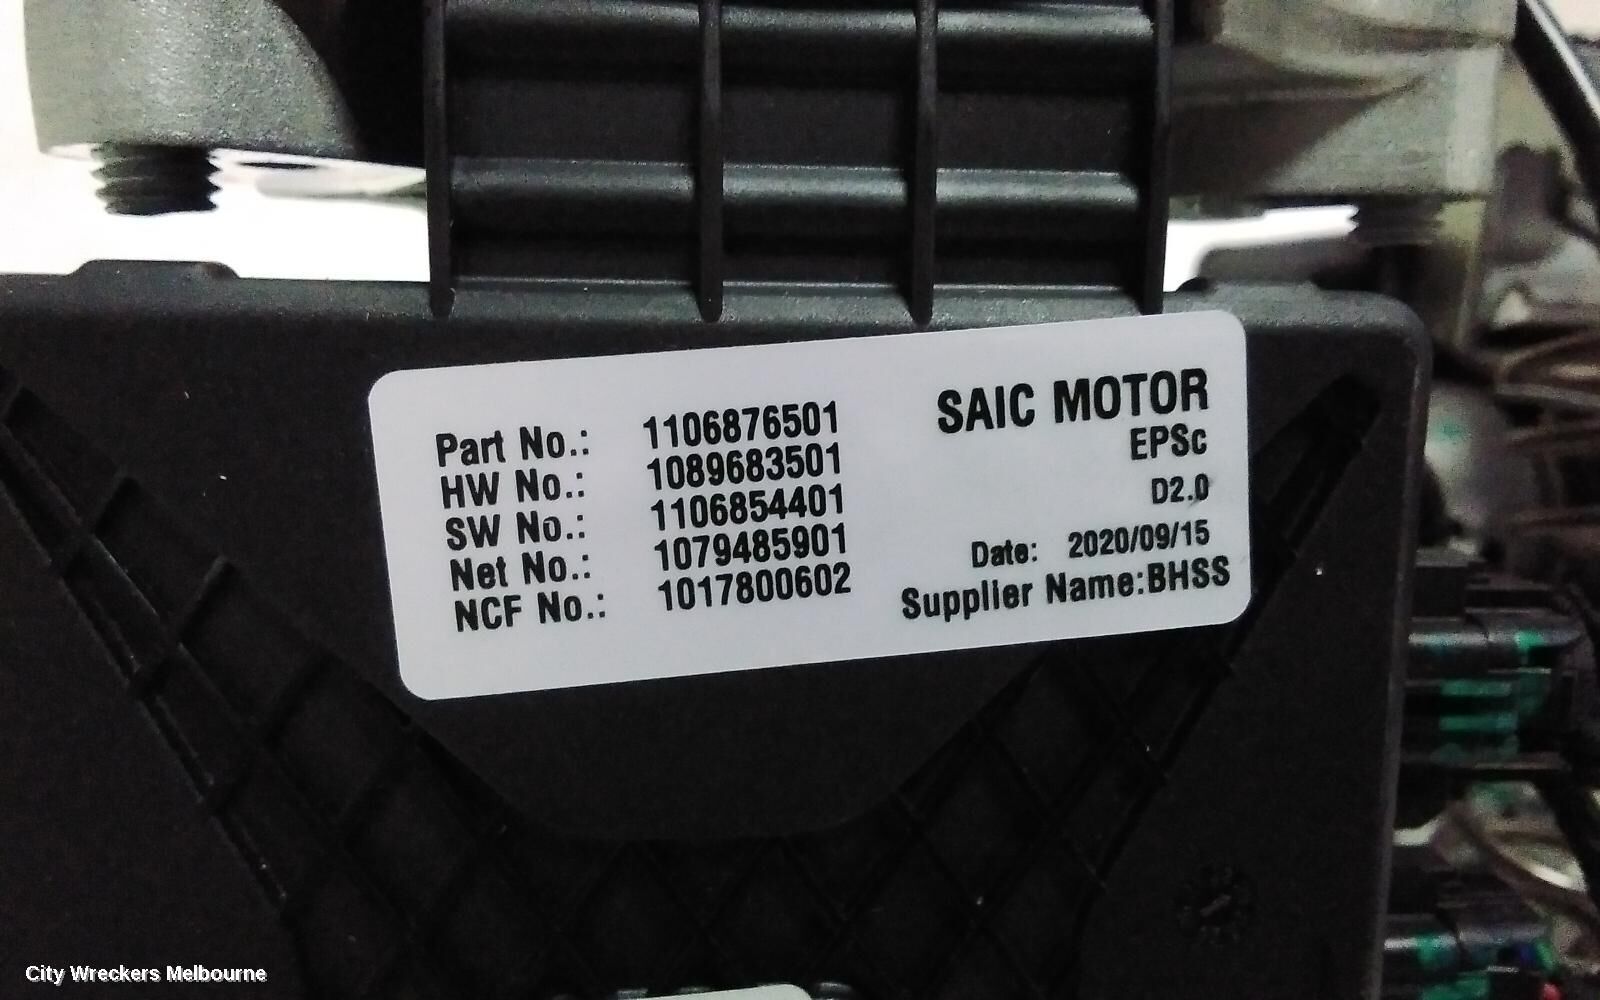 Part No.: 1106876501 SAIC MOTOR
HW No.: 1089683501 EPSc
SW No.: 1106854401 D2.0
Net No.: 1079485901 Date: 2020/09/15
NCF No.: 1017800602 Supplier Name:BHSS
City Wreckers Melbourne